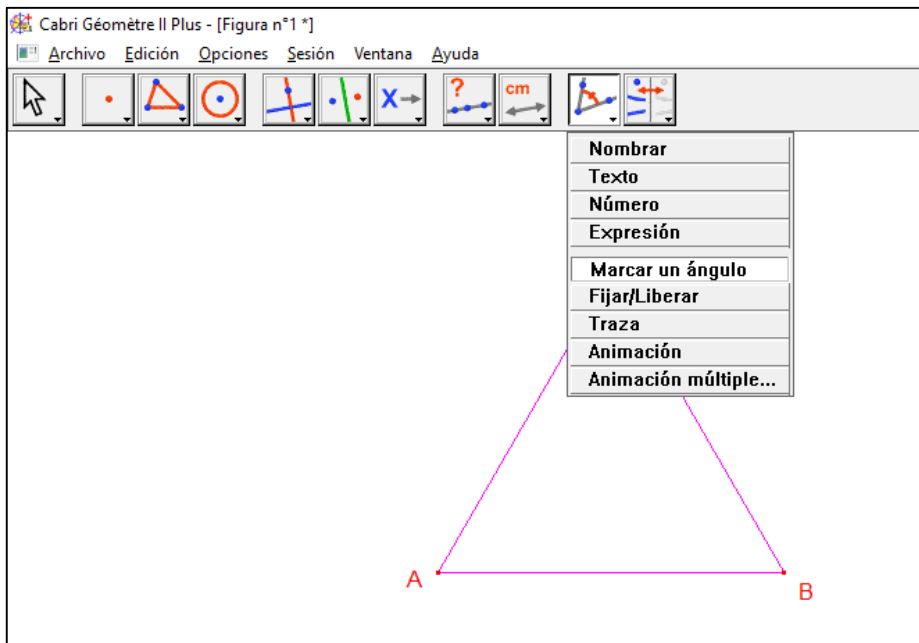 Cabri Géomètre II Plus - [Figura n°1 *]
Archivo Edición Opciones Sesión Ventana Ayuda
X ? cm
Nombrar
Texto
Número
Expresión
Marcar un ángulo
Fijar/Liberar
Traza
Animación
Animación múltiple...
A
B